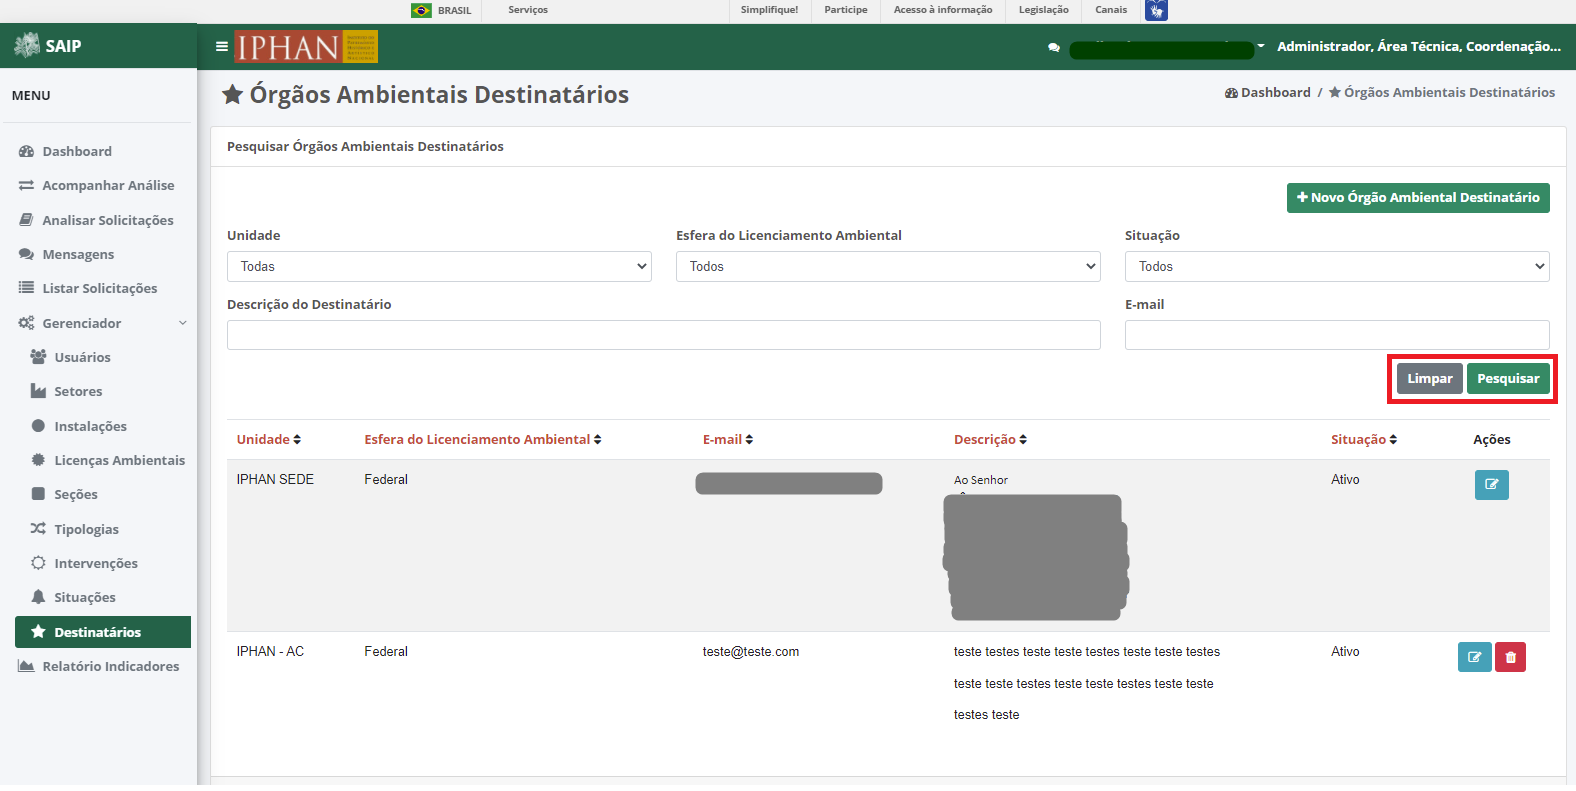 BRASIL Serviços Simplifique! Participe Acesso à informação Legislação Canais
SAIP
IPHAN
Administrador, Área Técnica, Coordenação...
MENU
Dashboard
Acompanhar Análise
Analisar Solicitações
Mensagens
Listar Solicitações
Gerenciador
Usuários
Setores
Instalações
Licenças Ambientais
Seções
Tipologias
Intervenções
Situações
Destinatários
Relatório Indicadores
Órgãos Ambientais Destinatários
Dashboard / Órgãos Ambientais Destinatários
Pesquisar Órgãos Ambientais Destinatários
Novo Órgão Ambiental Destinatário
Unidade Esfera do Licenciamento Ambiental Situação
Todas Todos Todos
Descrição do Destinatário E-mail
Limpar Pesquisar
Unidade Esfera do Licenciamento Ambiental E-mail Descrição Situação Ações
IPHAN SEDE Federal Ao Senhor Ativo
IPHAN - AC Federal teste@teste.com teste testes teste teste testes teste teste testes Ativo
teste teste testes teste teste testes teste teste
testes teste